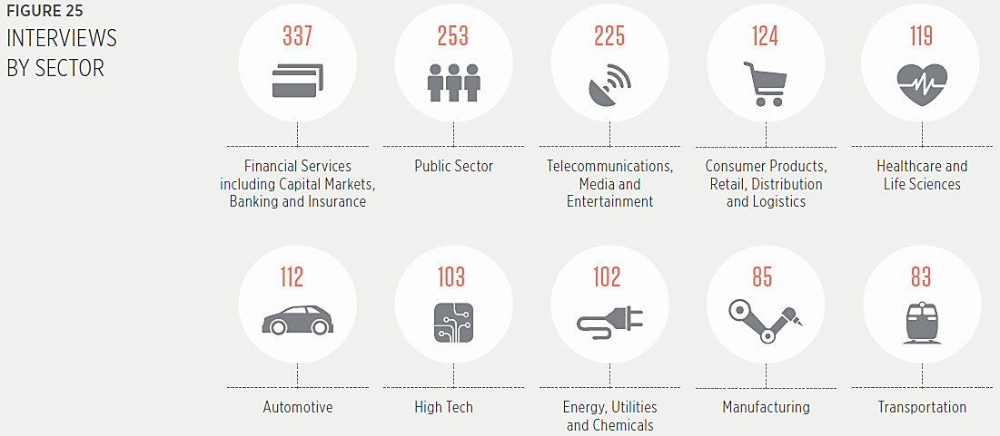 FIGURE 25
INTERVIEWS
BY SECTOR
337
253
225
124
119
Financial Services
including Capital Markets,
Banking and Insurance
Public Sector
Telecommunications,
Media and
Entertainment
Consumer Products,
Retail, Distribution
and Logistics
Healthcare and
Life Sciences
112
103
102
85
83
Automotive
High Tech
Energy, Utilities
and Chemicals
Manufacturing
Transportation